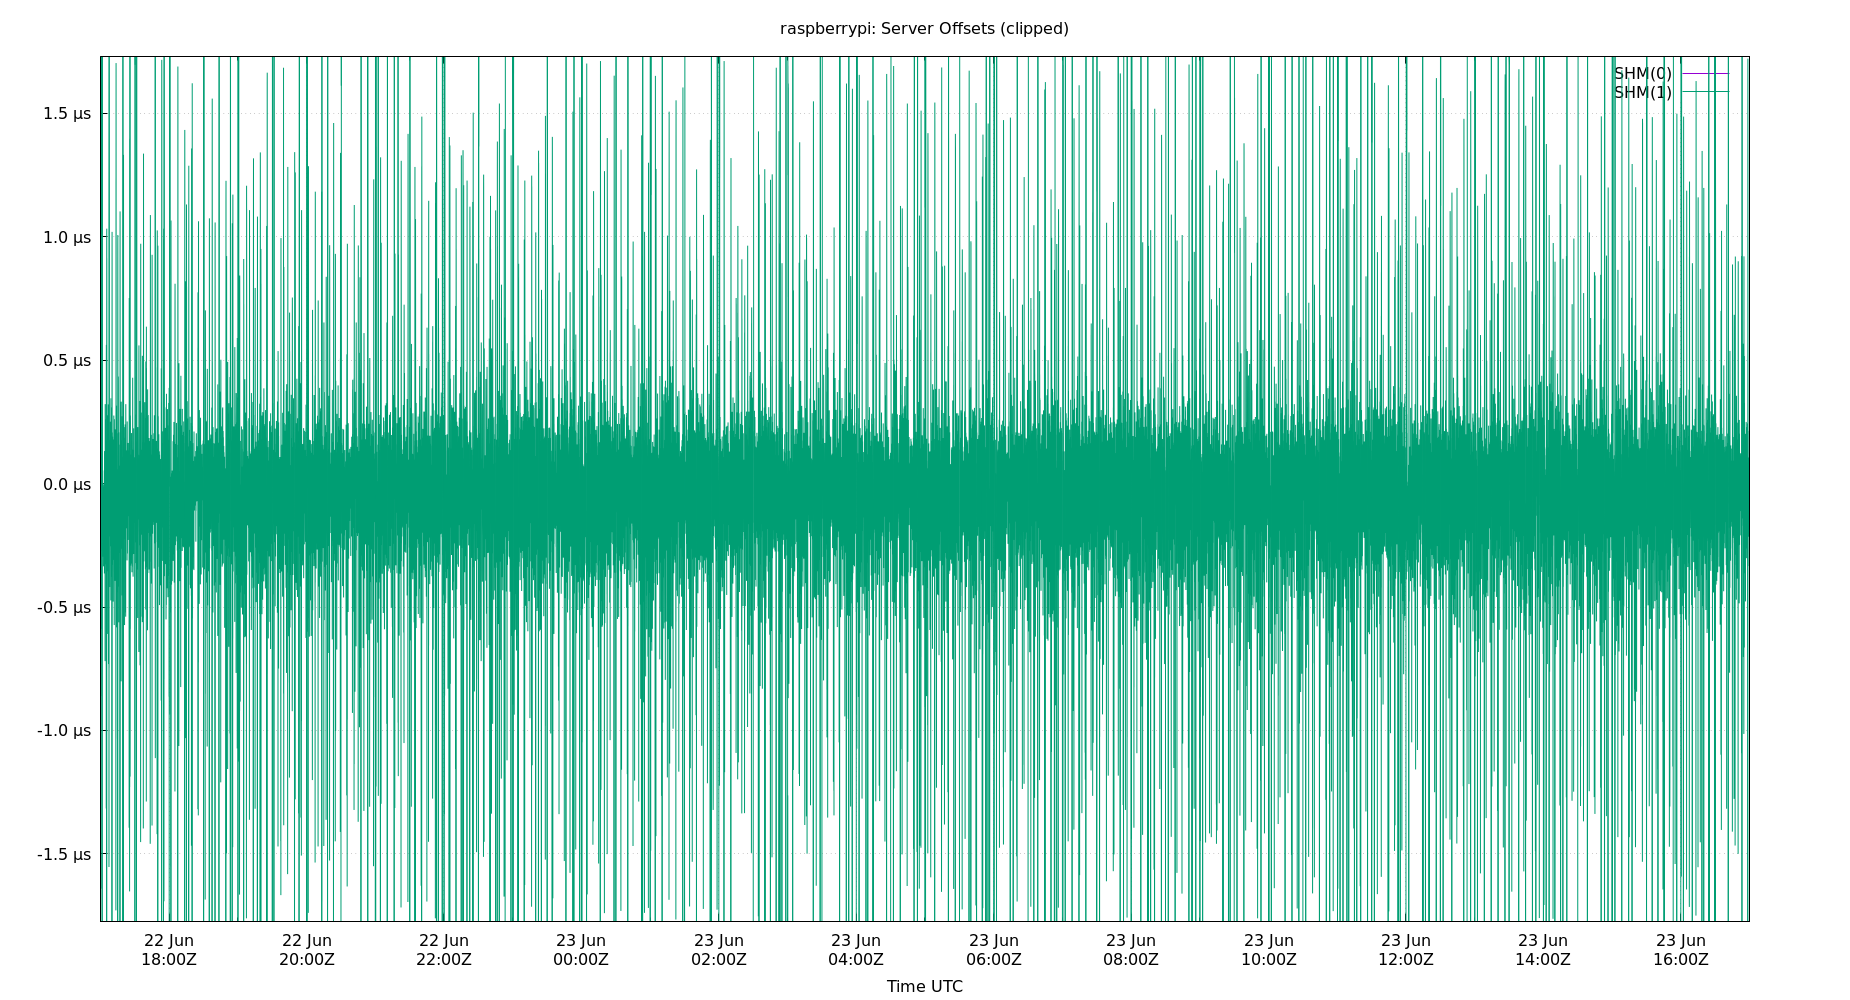 raspberrypi: Server Offsets (clipped)
SHM(0)
SHM(1)
1.5 µs
1.0 µs
0.5 µs
0.0 µs
-0.5 µs
-1.0 µs
-1.5 µs
22 Jun 22 Jun 22 Jun 23 Jun 23 Jun 23 Jun 23 Jun 23 Jun 23 Jun 23 Jun 23 Jun 23 Jun
18:00Z 20:00Z 22:00Z 00:00Z 02:00Z 04:00Z 06:00Z 08:00Z 10:00Z 12:00Z 14:00Z 16:00Z
Time UTC